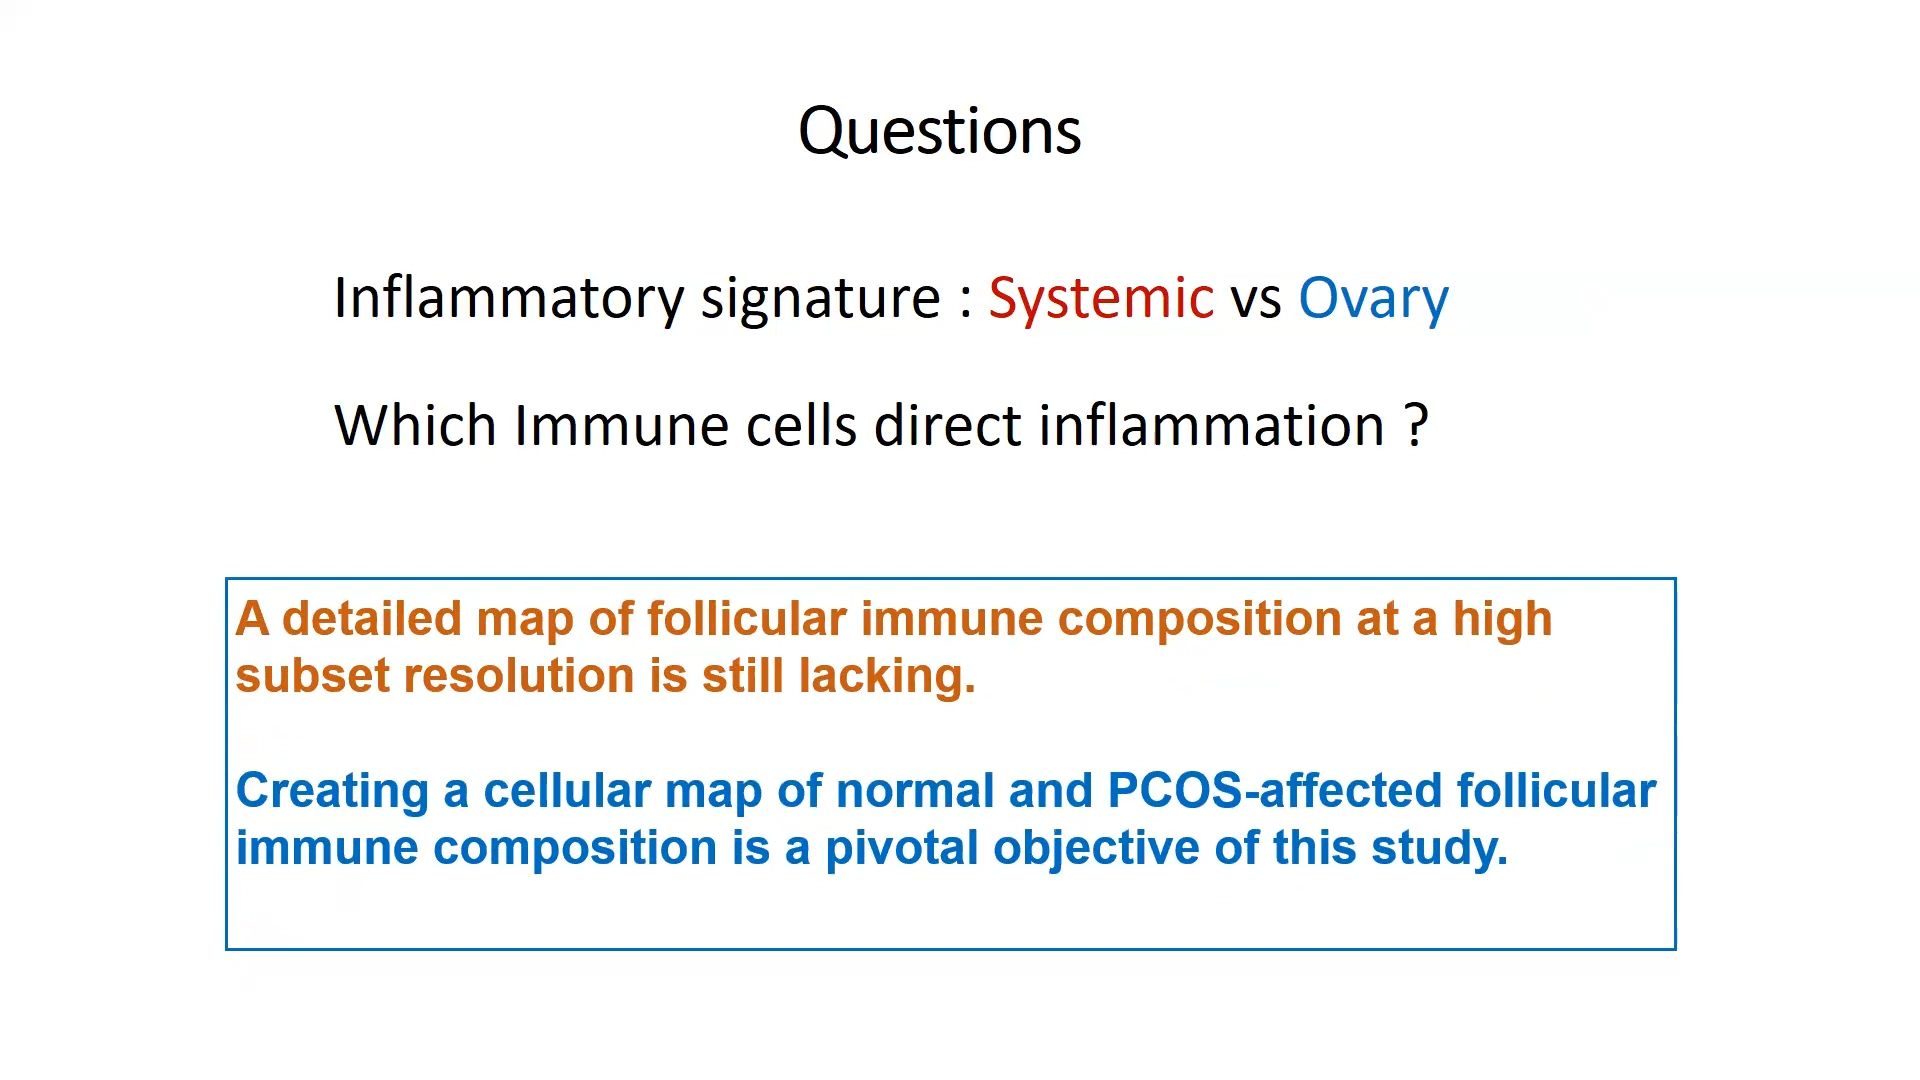 Questions
Inflammatory signature : Systemic vs Ovary
Which Immune cells direct inflammation ?
A detailed map of follicular immune composition at a high
subset resolution is still lacking.
Creating a cellular map of normal and PCOS-affected follicular
immune composition is a pivotal objective of this study.